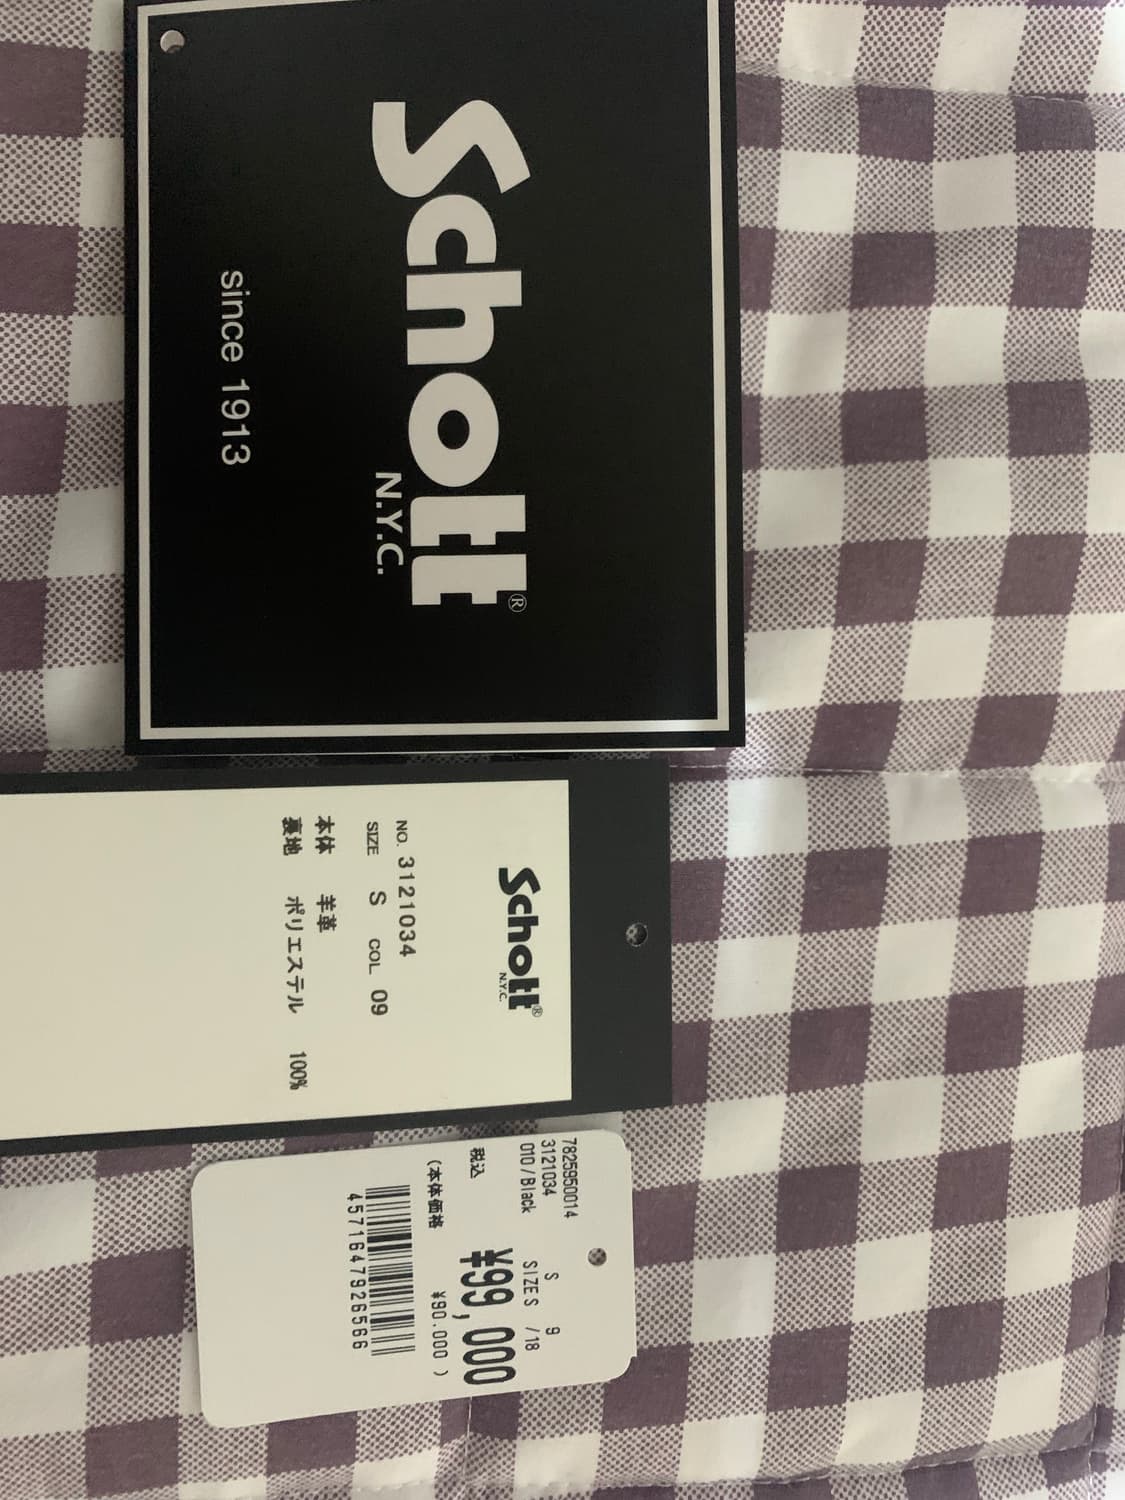 Schott®
N.Y.C.
since 1913
Schott®
N.Y.C.
NO. 3121034
SIZE S COL 09
本体 羊革
裏地 ポリエステル 100%
7825950014 S 9
3121034
010/Black SIZE S /18
税込 ¥99,000
(本体価格 ¥90.000 )
4571647926566